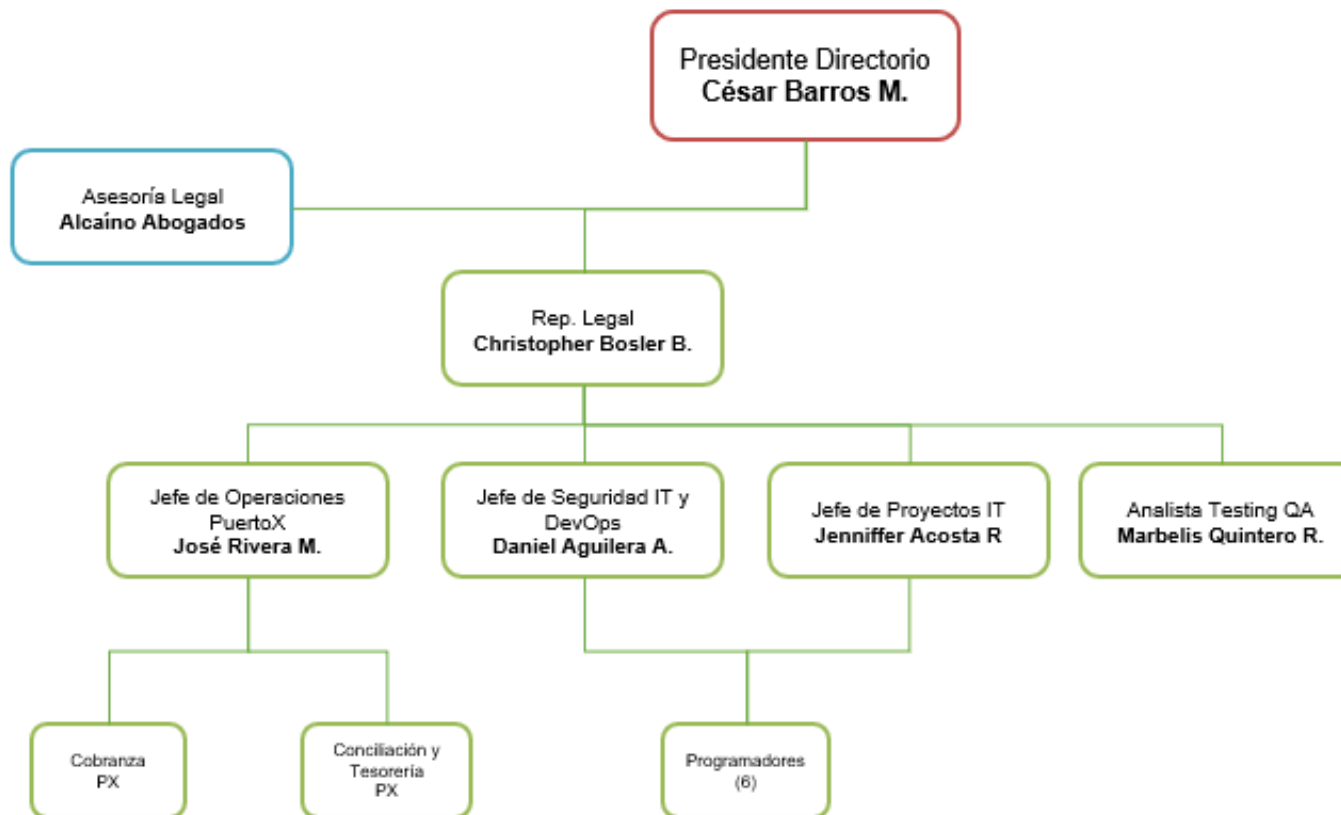 Presidente Directorio
César Barros M.
Asesoría Legal
Alcaíno Abogados
Rep. Legal
Christopher Bosler B.
Jefe de Operaciones
PuertoX
José Rivera M.
Jefe de Seguridad IT y
DevOps
Daniel Aguilera A.
Jefe de Proyectos IT
Jenniffer Acosta R
Analista Testing QA
Marbelis Quintero R.
Cobranza
PX
Conciliación y
Tesorería
PX
Programadores
(6)